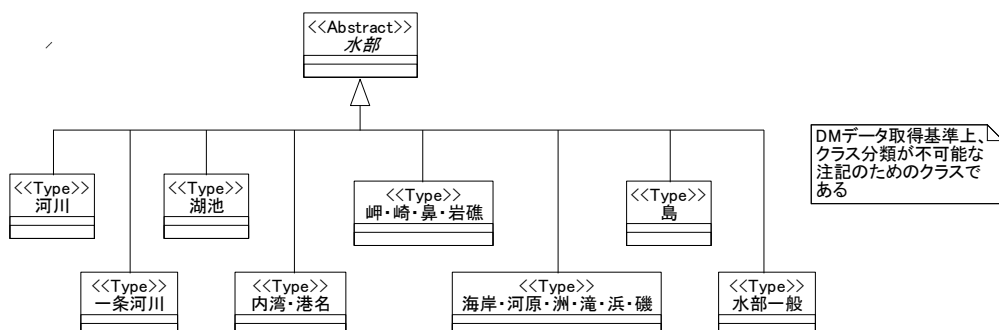 <<Abstract>>
水部
<<Type>>
河川
<<Type>>
湖池
<<Type>>
岬・崎・鼻・岩礁
<<Type>>
島
DMデータ取得基準上、
クラス分類が不可能な
注記のためのクラスで
ある
<<Type>>
一条河川
<<Type>>
内湾・港名
<<Type>>
海岸・河原・洲・滝・浜・磯
<<Type>>
水部一般